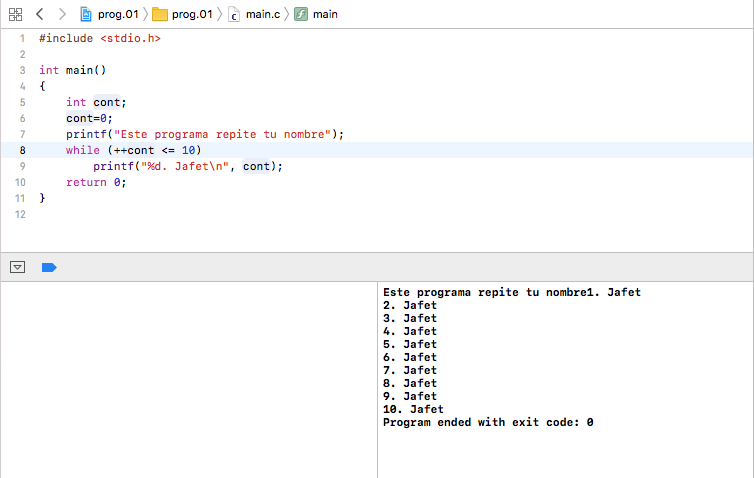 prog.01 prog.01 main.c main
1 #include <stdio.h>
2
3 int main()
4 {
5 int cont;
6 cont=0;
7 printf("Este programa repite tu nombre");
8 while (++cont <= 10)
9 printf("%d. Jafet\n", cont);
10 return 0;
11 }
12
Este programa repite tu nombre1. Jafet
2. Jafet
3. Jafet
4. Jafet
5. Jafet
6. Jafet
7. Jafet
8. Jafet
9. Jafet
10. Jafet
Program ended with exit code: 0